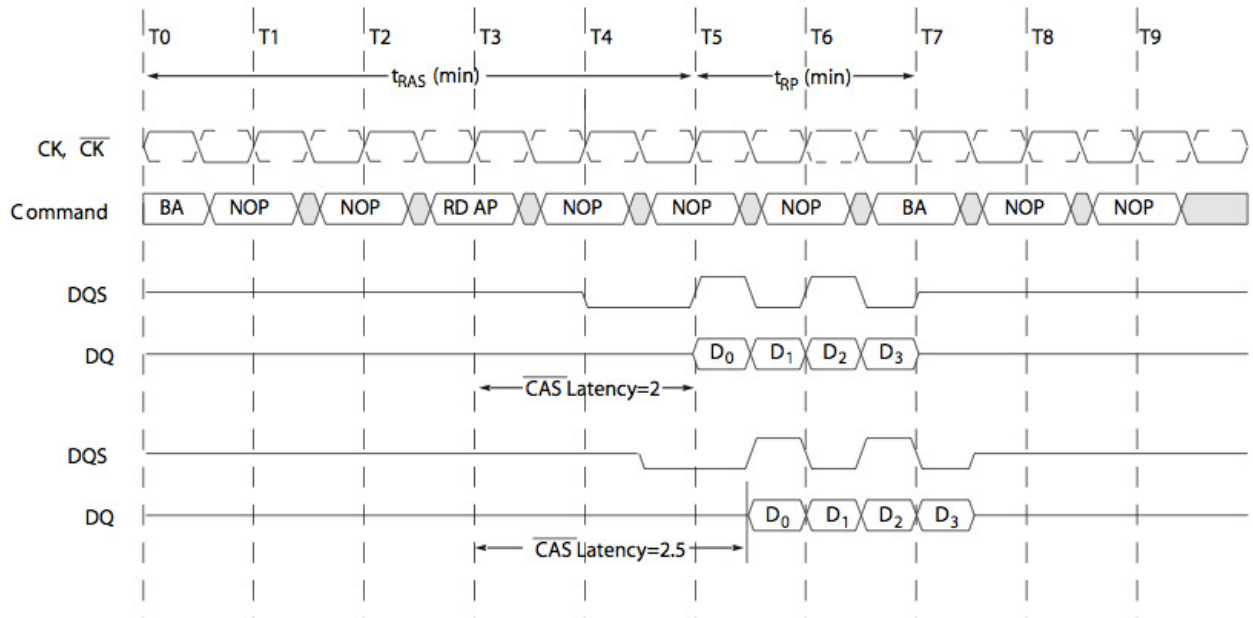 T0 T1 T2 T3 T4 T5 T6 T7 T8 T9
tRAS (min) tRP (min)
CK, CK
Command BA NOP NOP RD AP NOP NOP NOP BA NOP NOP
DQS
DQ D0 D1 D2 D3
CAS Latency=2
DQS
DQ D0 D1 D2 D3
CAS Latency=2.5